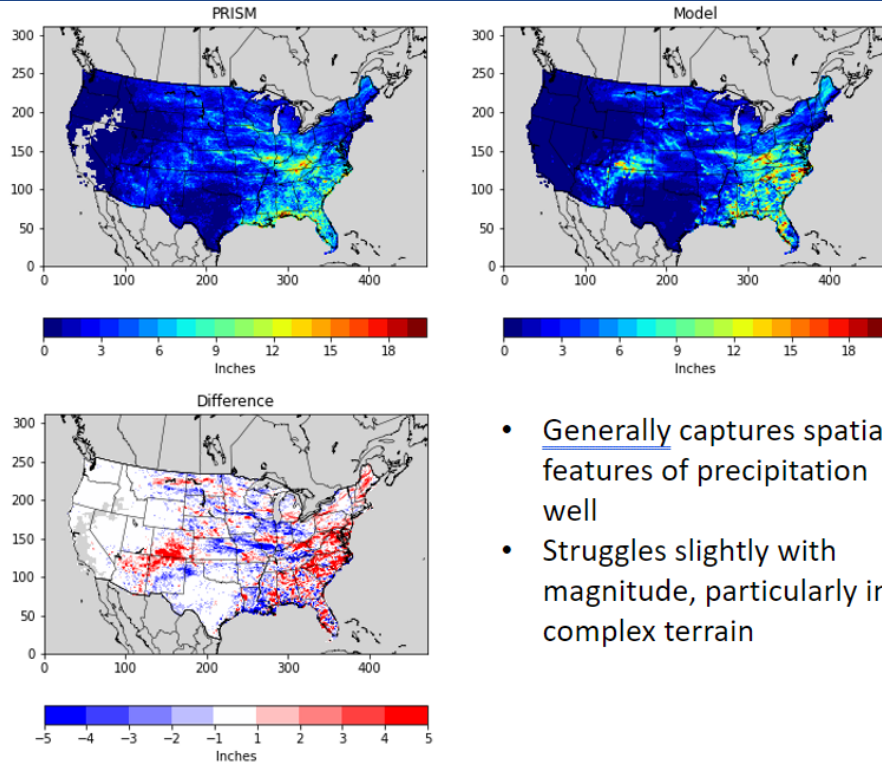 PRISM
300
250
200
150
100
50
0
0 100 200 300 400
0 3 6 9 12 15 18
Inches
Model
300
250
200
150
100
50
0
0 100 200 300 400
0 3 6 9 12 15 18
Inches
Difference
300
250
200
150
100
50
0
0 100 200 300 400
−5 −4 −3 −2 −1 1 2 3 4 5
Inches
• Generally captures spatia
features of precipitation
well
• Struggles slightly with
magnitude, particularly in
complex terrain